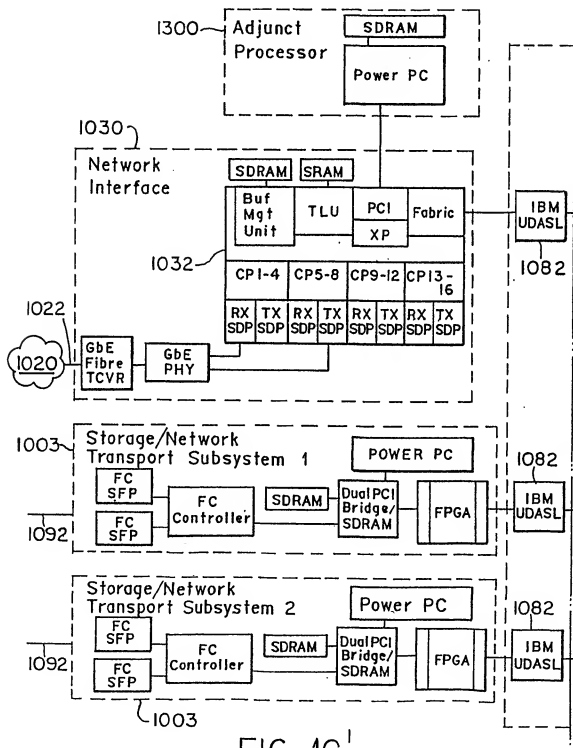 1300
Adjunct
Processor
SDRAM
Power PC
1030
Network
Interface
SDRAM
SRAM
Buf
Mgt
Unit
TLU
PCI
XP
Fabric
1032
CP1-4
CP5-8
CP9-12
CP13-
16
RX
SDP
TX
SDP
RX
SDP
TX
SDP
RX
SDP
TX
SDP
RX
SDP
TX
SDP
IBM
UDASL
1082
1022
1020
GbE
Fibre
TCVR
GbE
PHY
1003
Storage/Network
Transport Subsystem 1
FC
SFP
FC
SFP
1092
FC
Controller
SDRAM
POWER PC
Dual PCI
Bridge/
SDRAM
FPGA
1082
IBM
UDASL
Storage/Network
Transport Subsystem 2
FC
SFP
FC
SFP
1092
FC
Controller
SDRAM
Power PC
Dual PCI
Bridge/
SDRAM
FPGA
1082
IBM
UDASL
1003